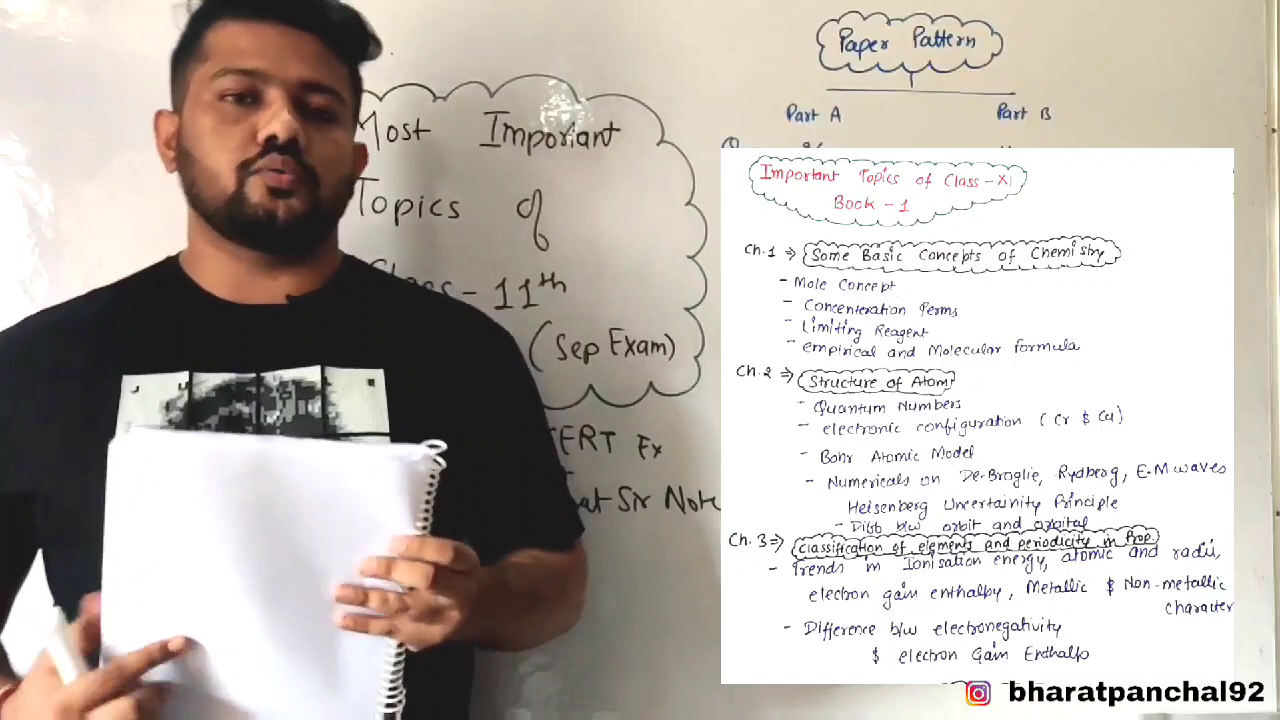 Most Important
Topics of
11th
(Sep Exam)
Ex
Sir Note
Paper Pattern
Part A Part B
Important Topics of Class-XI
Book-1
Ch.1 ⇒ Some Basic Concepts of Chemistry
- Mole Concept
- Concenteration Terms
- Limiting Reagent
- empirical and Molecular formula
Ch.2 ⇒ Structure of Atom
- Quantum Numbers
- electronic configuration (Cr $ Cu)
- Bohr Atomic Model
- Numericals on De-Broglie, Rydberg, E.M waves
Heisenberg Uncertainity Principle
- Diff b/w orbit and orbital
Ch.3 ⇒ Classification of elements and periodicity in Prop.
- Trends in Ionisation energy, atomic and radii,
electron gain enthalpy, Metallic $ Non-metallic
character
- Difference b/w electronegativity
$ electron Gain Enthalp
bharatpanchal92